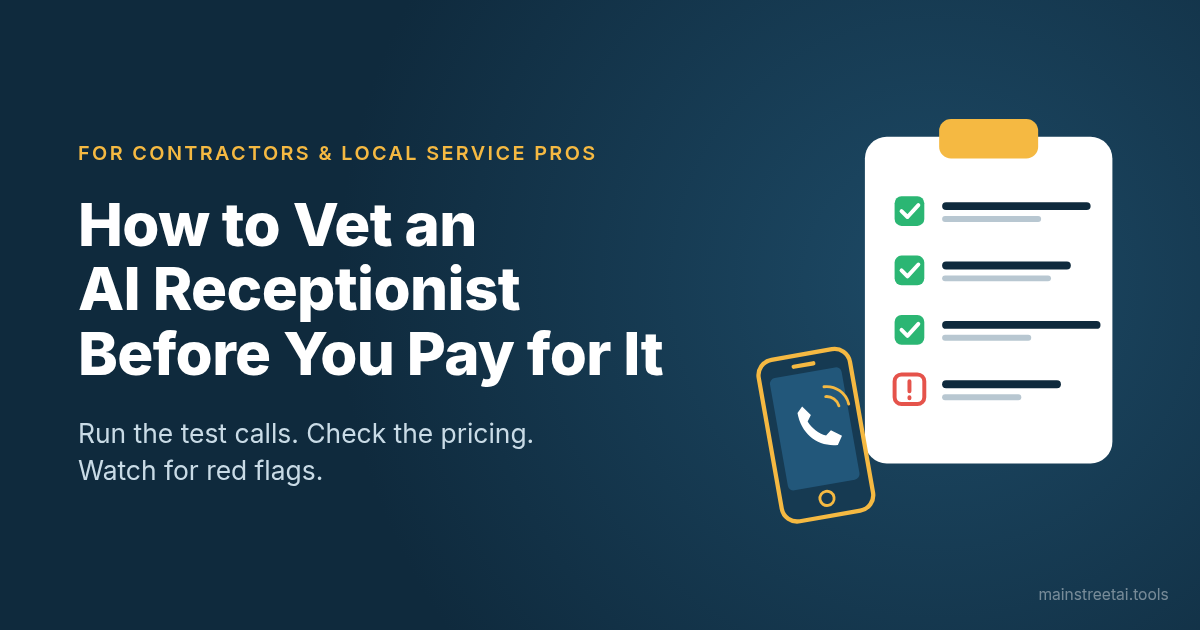 FOR CONTRACTORS & LOCAL SERVICE PROS
How to Vet an
AI Receptionist
Before You Pay for It
Run the test calls. Check the pricing.
Watch for red flags.
mainstreetai.tools